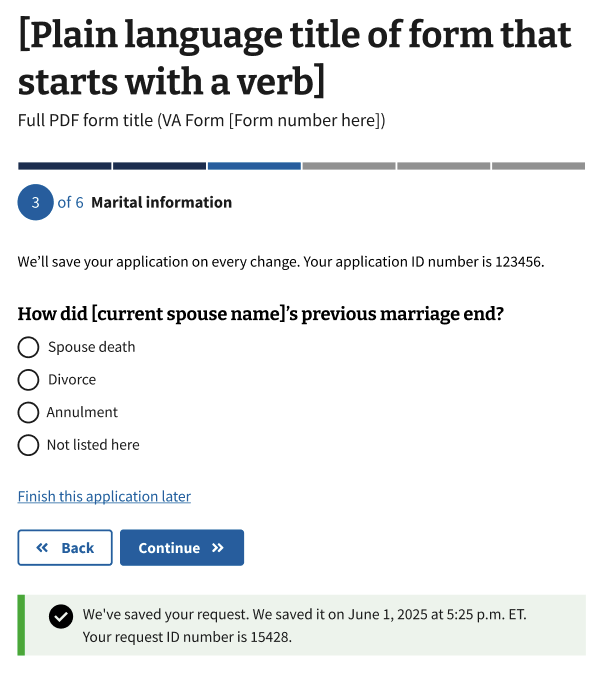 [Plain language title of form that
starts with a verb]
Full PDF form title (VA Form [Form number here])
3 of 6 Marital information
We’ll save your application on every change. Your application ID number is 123456.
How did [current spouse name]’s previous marriage end?
Spouse death
Divorce
Annulment
Not listed here
Finish this application later
Back
Continue
We've saved your request. We saved it on June 1, 2025 at 5:25 p.m. ET.
Your request ID number is 15428.